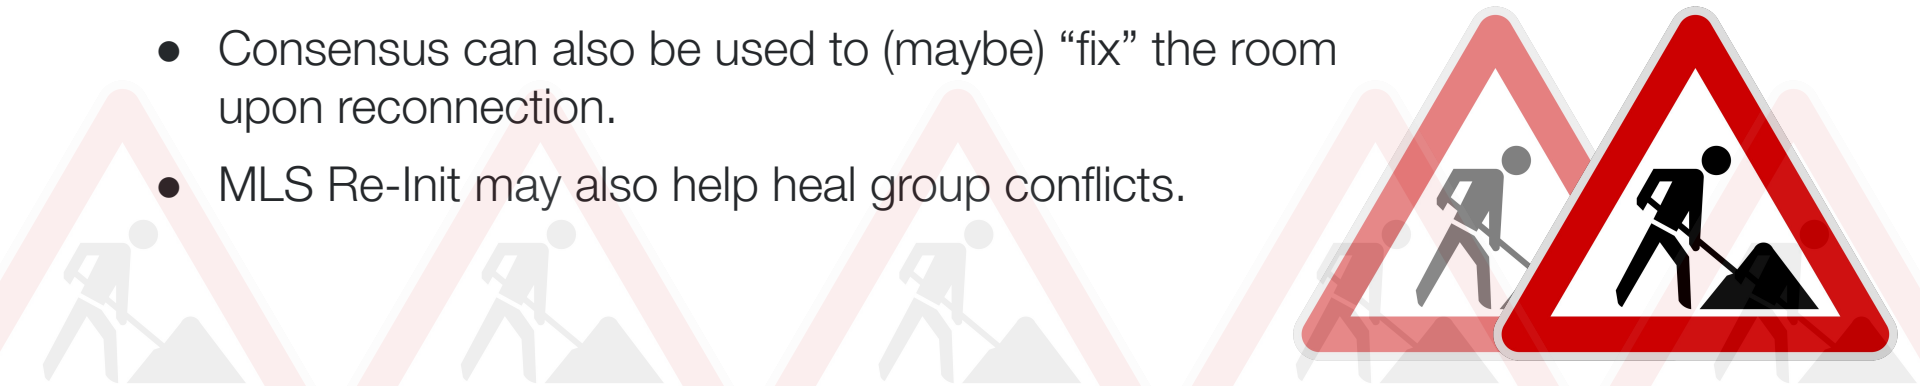 ● Consensus can also be used to (maybe) “fix” the room
upon reconnection.
● MLS Re-Init may also help heal group conflicts.